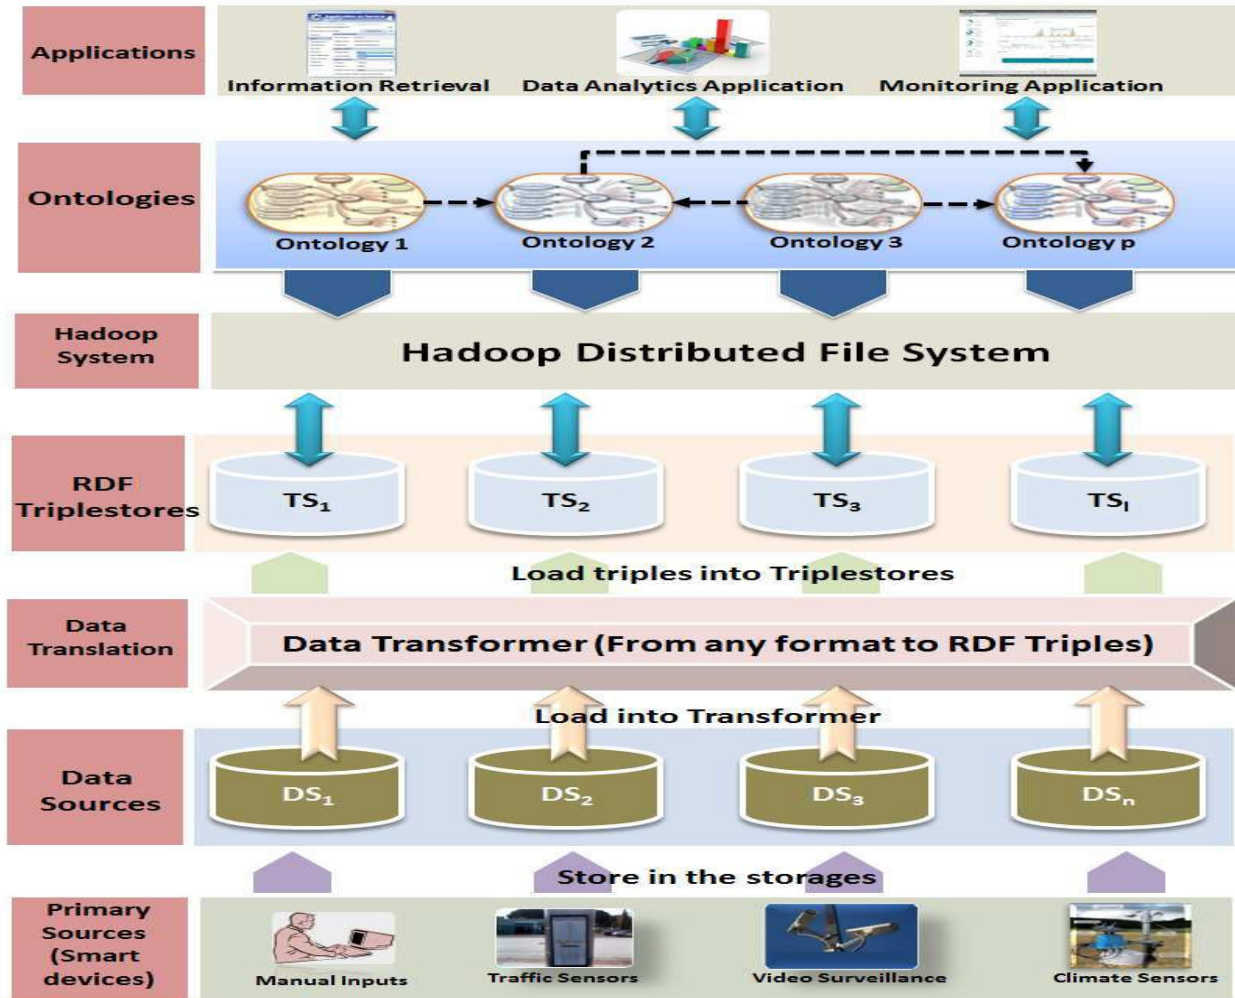 Applications
Information Retrieval
Data Analytics Application
Monitoring Application
Ontologies
Ontology 1
Ontology 2
Ontology 3
Ontology p
Hadoop
System
Hadoop Distributed File System
RDF
Triplestores
TS1
TS2
TS3
TSl
Load triples into Triplestores
Data
Translation
Data Transformer (From any format to RDF Triples)
Load into Transformer
Data
Sources
DS1
DS2
DS3
DSn
Store in the storages
Primary
Sources
(Smart
devices)
Manual Inputs
Traffic Sensors
Video Surveillance
Climate Sensors